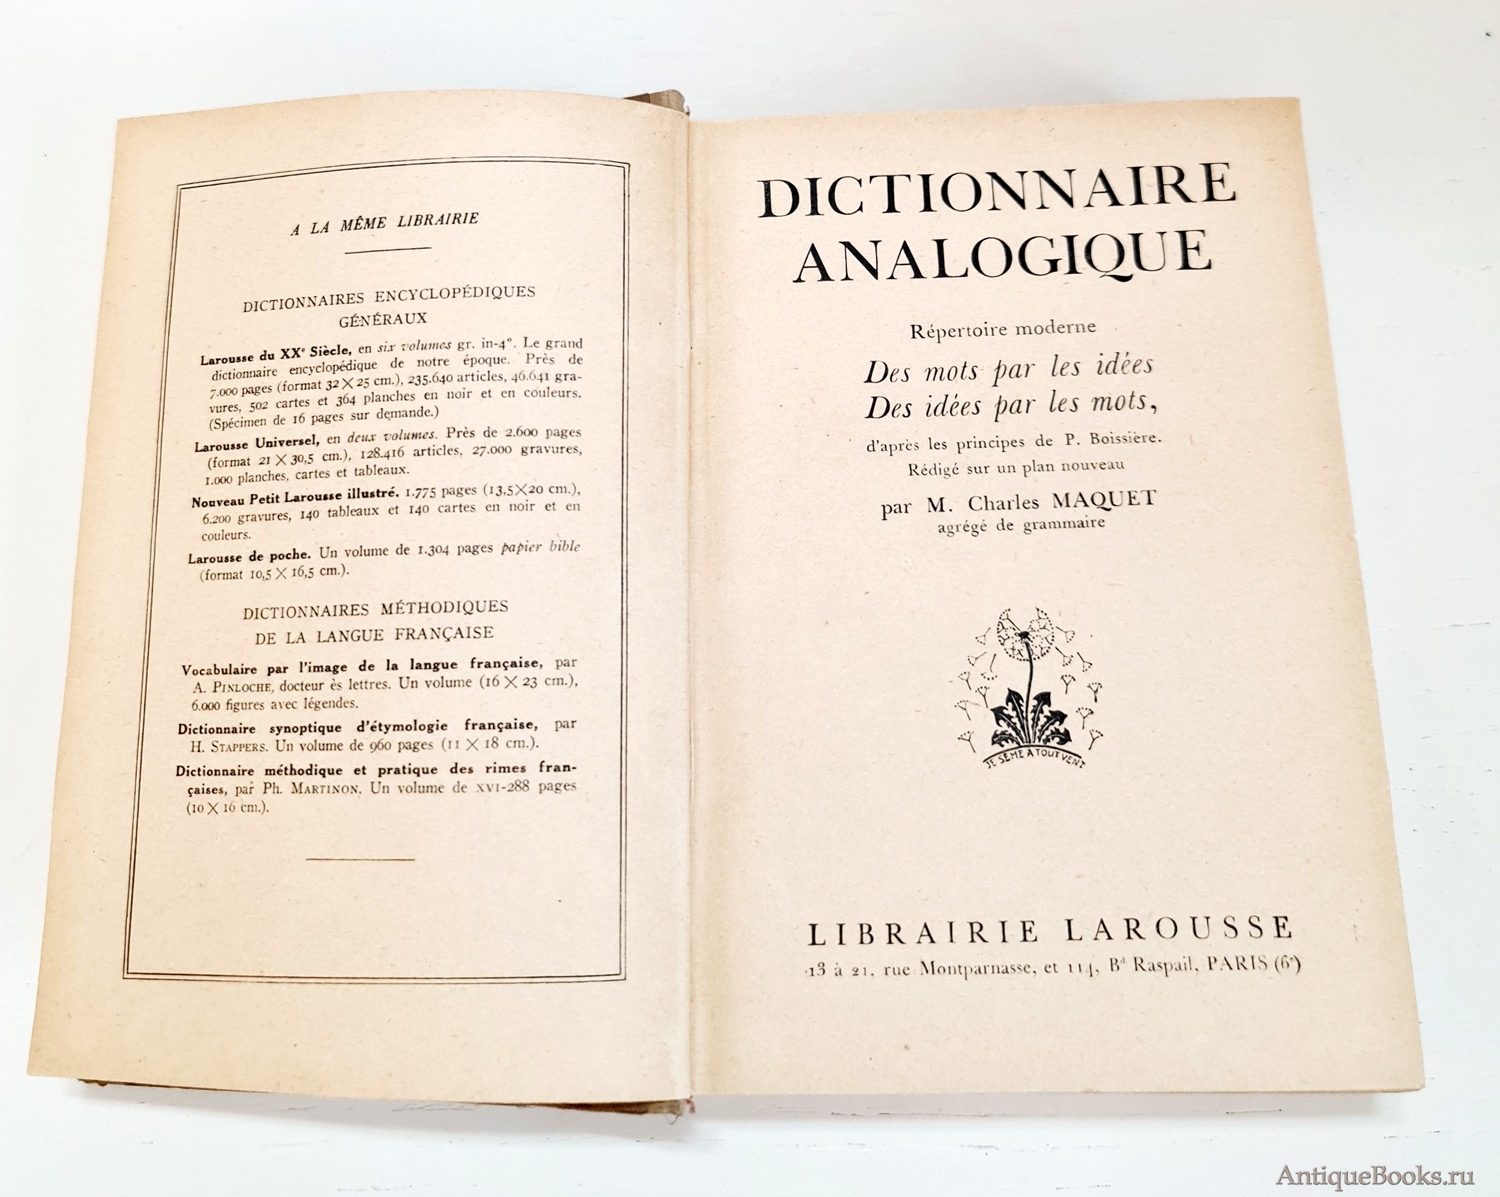 A LA MÊME LIBRAIRIE
DICTIONNAIRES ENCYCLOPÉDIQUES
GÉNÉRAUX
Larousse du XXe Siècle, en six volumes gr. in-4°. Le grand
dictionnaire encyclopédique de notre époque. Près de
7.000 pages (format 32 X 25 cm.), 235.640 articles, 46.641 gra-
vures, 502 cartes et 364 planches en noir et en couleurs.
(Spécimen de 16 pages sur demande.)
Larousse Universel, en deux volumes. Près de 2.600 pages
(format 21 X 30,5 cm.), 128.416 articles, 27.000 gravures,
1.000 planches, cartes et tableaux.
Nouveau Petit Larousse illustré. 1.775 pages (13,5X20 cm.),
6.200 gravures, 140 tableaux et 140 cartes en noir et en
couleurs.
Larousse de poche. Un volume de 1.304 pages papier bible
(format 10,5 X 16,5 cm.).
DICTIONNAIRES MÉTHODIQUES
DE LA LANGUE FRANÇAISE
Vocabulaire par l'image de la langue française, par
A. PINLOCHE, docteur ès lettres. Un volume (16 X 23 cm.),
6.000 figures avec légendes.
Dictionnaire synoptique d'étymologie française, par
H. STAPPERS. Un volume de 960 pages (11 X 18 cm.).
Dictionnaire méthodique et pratique des rimes fran-
çaises, par Ph. MARTINON. Un volume de XVI-288 pages
(10 X 16 cm.).
DICTIONNAIRE
ANALOGIQUE
Répertoire moderne
Des mots par les idées
Des idées par les mots,
d'après les principes de P. Boissière.
Rédigé sur un plan nouveau
par M. Charles MAQUET
agrégé de grammaire
JE SÈME A TOUT VENT
LIBRAIRIE LAROUSSE
13 à 21, rue Montparnasse, et 114, Bd Raspail, PARIS (6e)
AntiqueBooks.ru